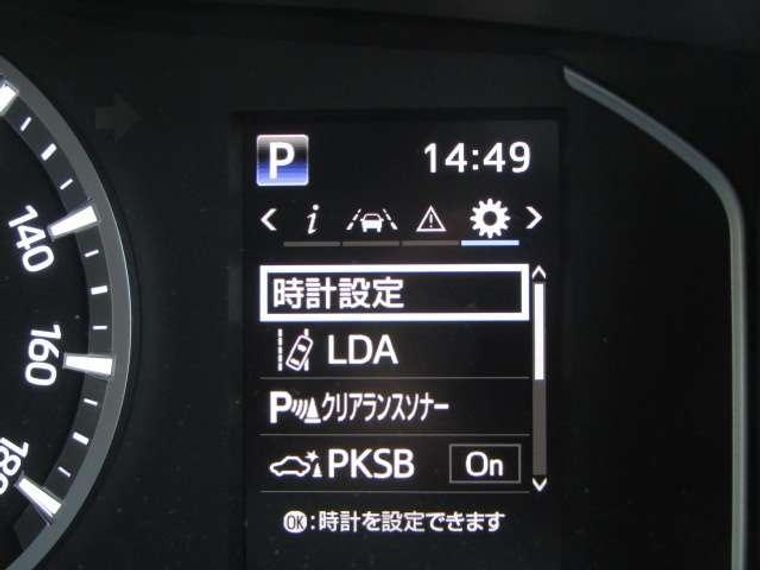 P 14:49
時計設定
LDA
Pクリアランスソナー
PKSB On
OK:時計を設定できます
140
160
180